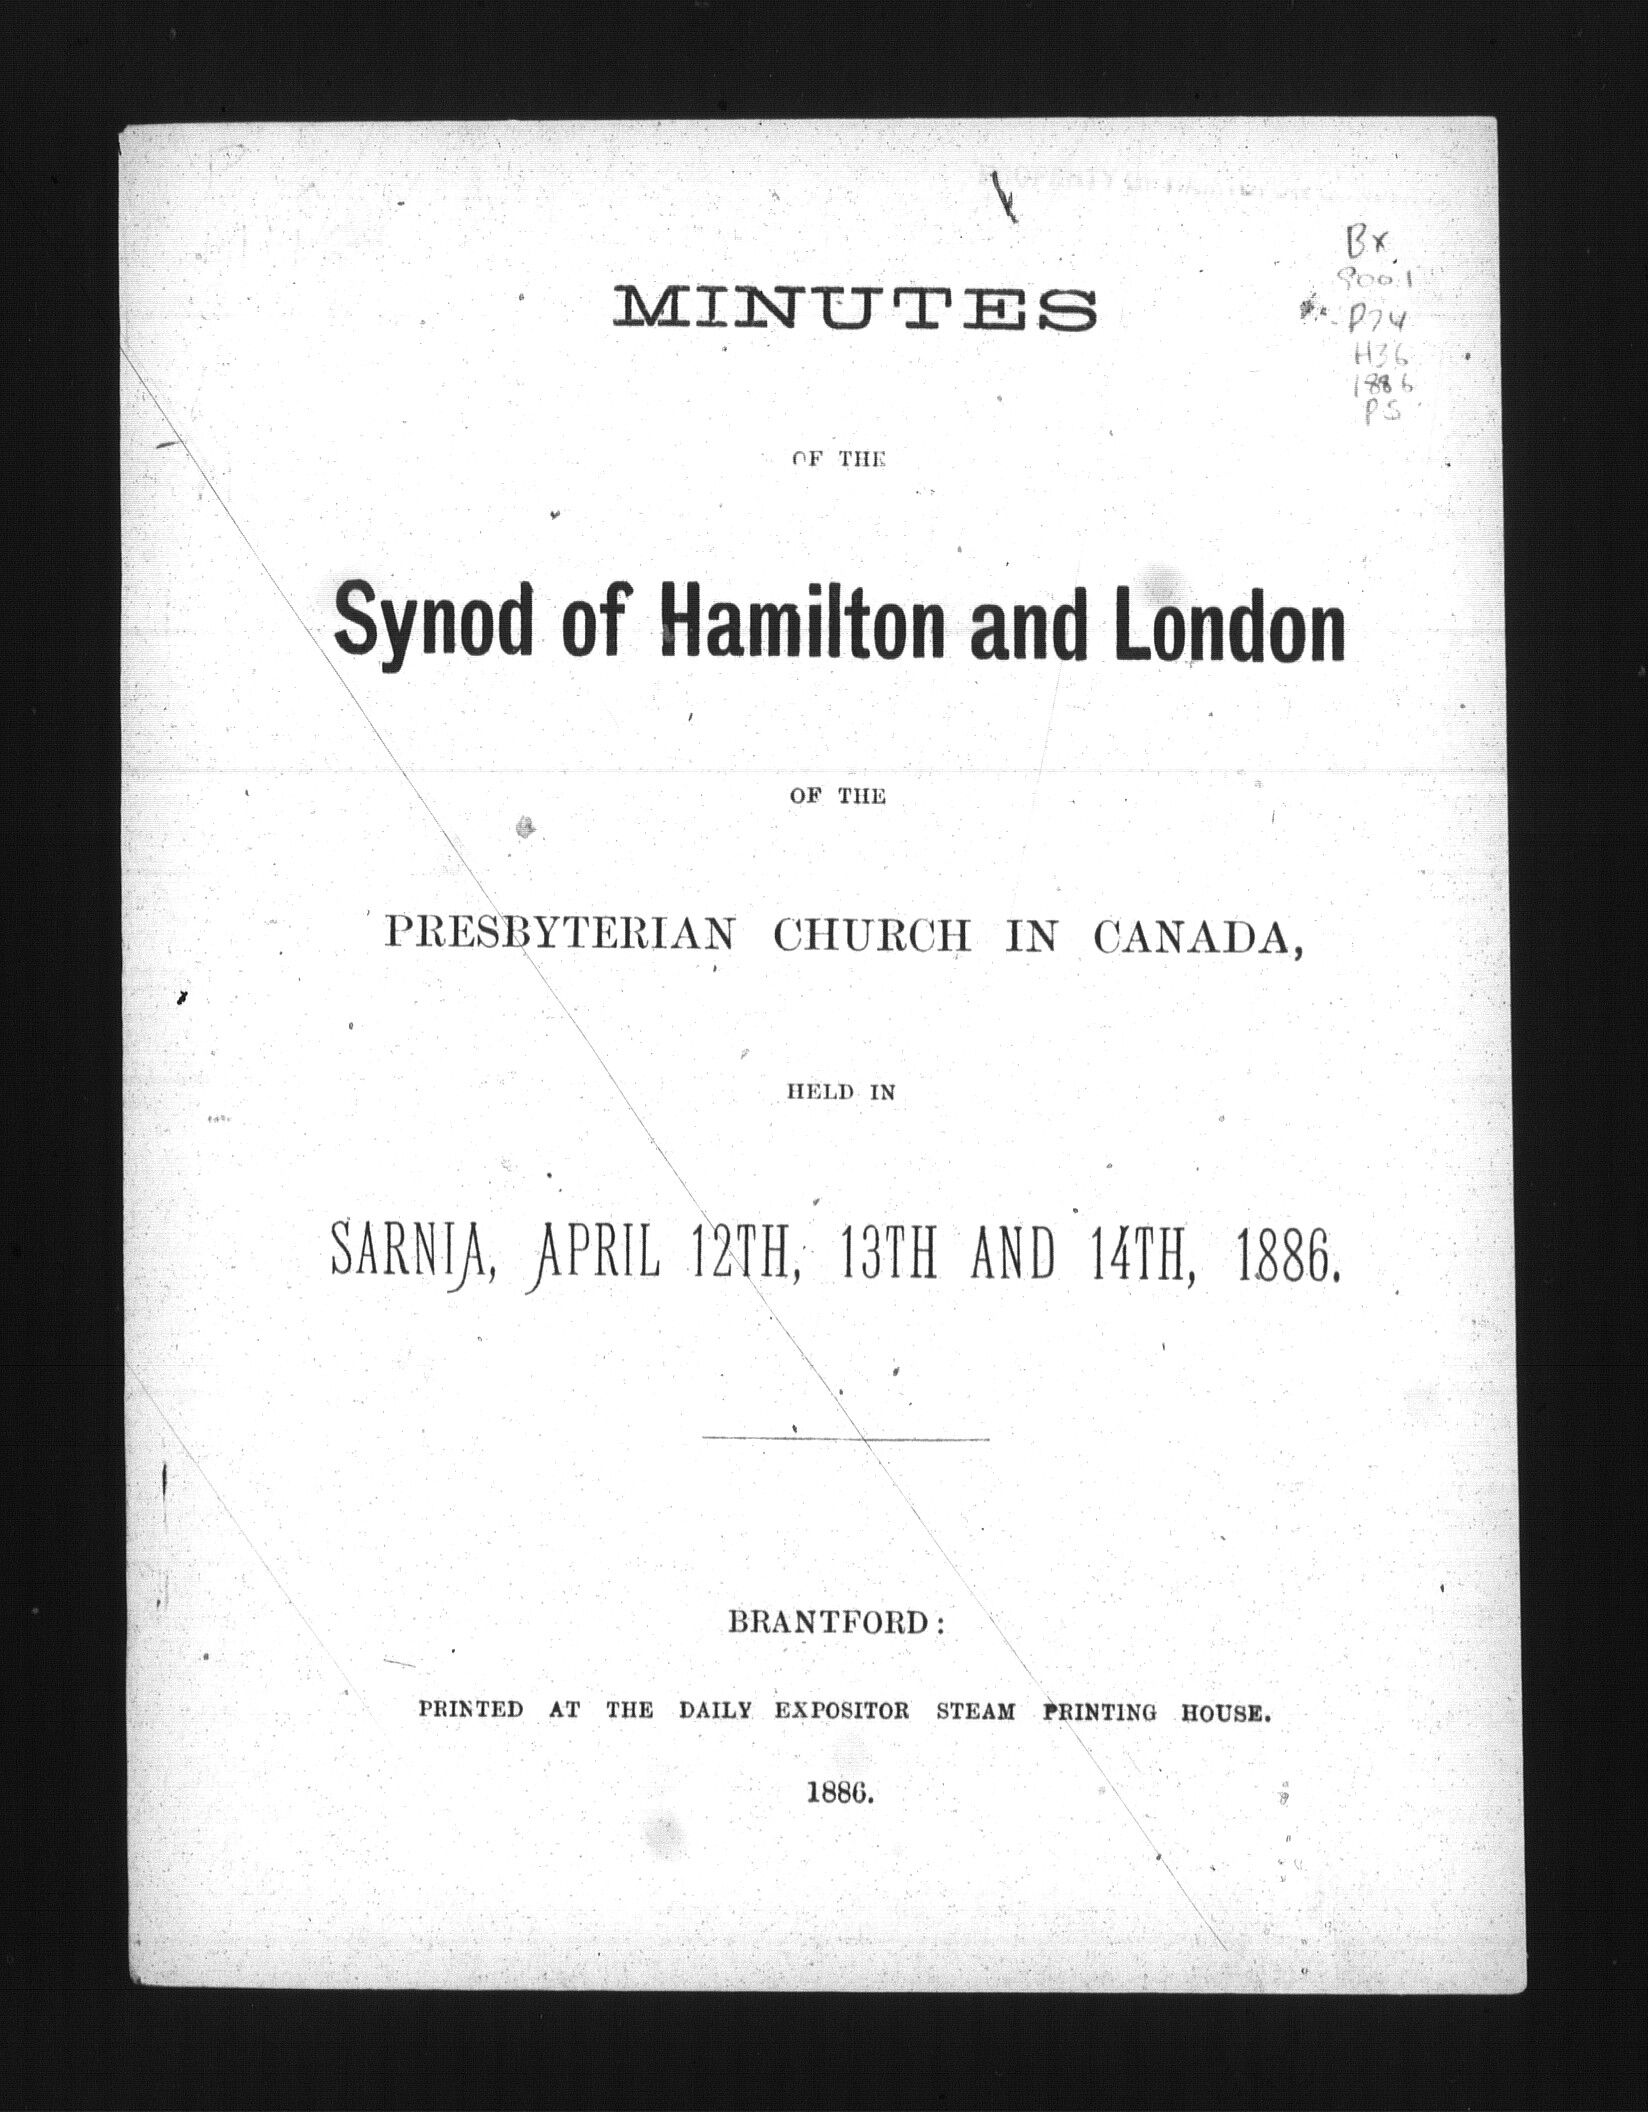 MINUTES
Bx
9001
P74
H36
1886
PS
OF THE
Synod of Hamilton and London
OF THE
PRESBYTERIAN CHURCH IN CANADA,
HELD IN
SARNIA, APRIL 12TH, 13TH AND 14TH, 1886.
BRANTFORD:
PRINTED AT THE DAILY EXPOSITOR STEAM PRINTING HOUSE.
1886.